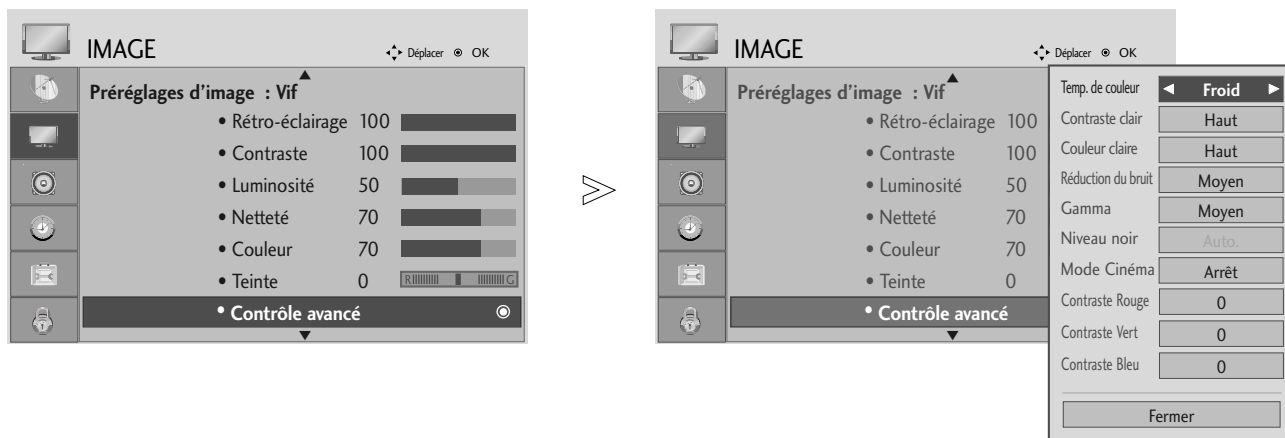 IMAGE
Déplacer OK
Préréglages d'image : Vif
• Rétro-éclairage 100
• Contraste 100
• Luminosité 50
• Netteté 70
• Couleur 70
• Teinte 0 R G
• Contrôle avancé
IMAGE
Déplacer OK
Préréglages d'image : Vif
• Rétro-éclairage 100
• Contraste 100
• Luminosité 50
• Netteté 70
• Couleur 70
• Teinte 0
• Contrôle avancé
Temp. de couleur Froid
Contraste clair Haut
Couleur claire Haut
Réduction du bruit Moyen
Gamma Moyen
Niveau noir Auto.
Mode Cinéma Arrêt
Contraste Rouge 0
Contraste Vert 0
Contraste Bleu 0
Fermer